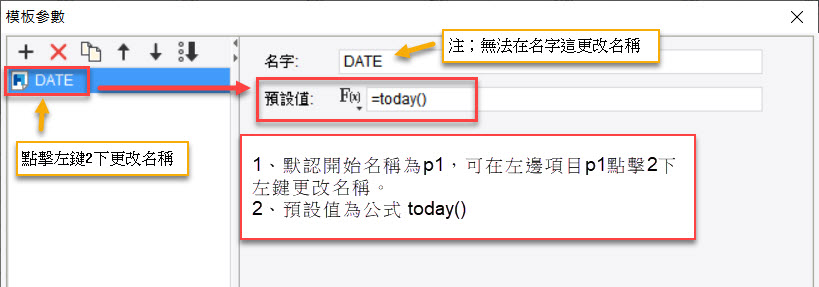 模板參數
DATE
點擊左鍵2下更改名稱
名字: DATE
注；無法在名字這更改名稱
預設值: F(x) =today()
1、默認開始名稱為p1，可在左邊項目p1點擊2下
左鍵更改名稱。
2、預設值為公式 today()